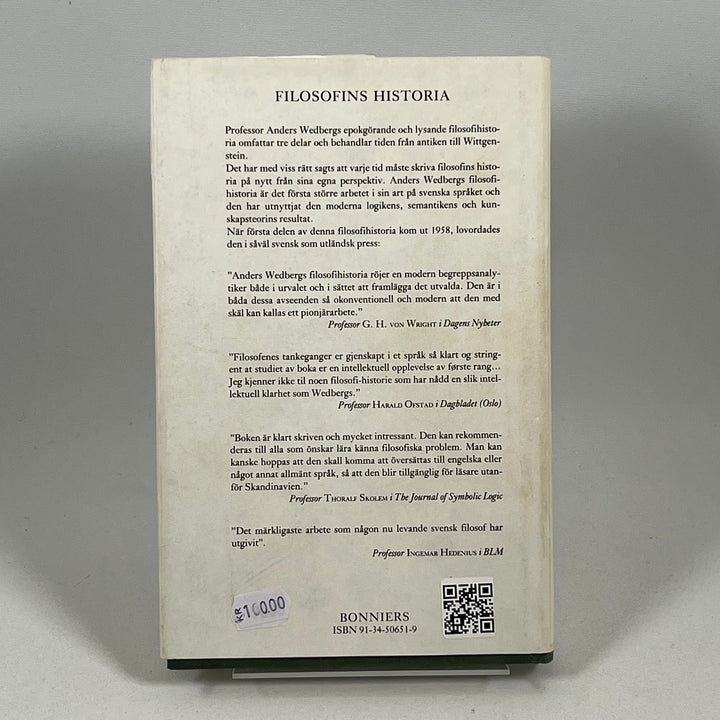 FILOSOFINS HISTORIA
Professor Anders Wedbergs epokgörande och lysande filosofihisto-
ria omfattar tre delar och behandlar tiden från antiken till Wittgen-
stein.
Det har med viss rätt sagts att varje tid måste skriva filosofins histo-
ria på nytt från sina egna perspektiv. Anders Wedbergs filosofi-
historia är det första större arbetet i sin art på svenska språket och
den har utnyttjat den moderna logikens, semantikens och kun-
skapsteorins resultat.
När första delen av denna filosofihistoria kom ut 1958, lovordades
den i såväl svensk som utländsk press:
"Anders Wedbergs filosofihistoria röjer en modern begreppsanaly-
tiker både i urvalet och i sättet att framlägga det utvalda. Den är i
båda dessa avseenden så okonventionell och modern att den med
skäl kan kallas ett pionjärarbete."
Professor G. H. VON WRIGHT i Dagens Nyheter
"Filosofenes tankeganger er gjenskapt i et språk så klart og string-
ent at studiet av boka er en intellektuell opplevelse av første rang...
Jeg kjenner ikke til noen filosofi-historie som har nådd en slik intel-
lektuell klarhet som Wedbergs."
Professor HARALD OFSTAD i Dagbladet (Oslo)
"Boken är klart skriven och mycket intressant. Den kan rekommen-
deras till alla som önskar lära känna filosofiska problem. Man kan
kanske hoppas att den skall komma att översättas till engelska eller
något annat allmänt språk, så att den blir tillgänglig för läsare utan-
för Skandinavien."
Professor THORALF SKOLEM i The Journal of Symbolic Logic
"Det märkligaste arbete som någon nu levande svensk filosof har
utgivit".
Professor INGEMAR HEDENIUS i BLM
KR 100.00
BONNIERS
ISBN 91-34-50651-9